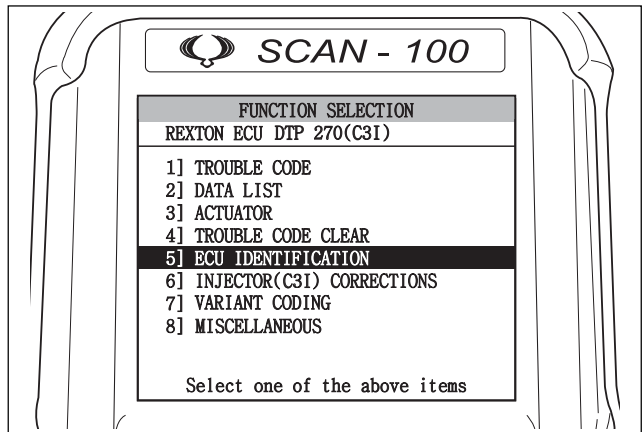 SCAN - 100
FUNCTION SELECTION
REXTON ECU DTP 270(C3I)
1] TROUBLE CODE
2] DATA LIST
3] ACTUATOR
4] TROUBLE CODE CLEAR
5] ECU IDENTIFICATION
6] INJECTOR(C3I) CORRECTIONS
7] VARIANT CODING
8] MISCELLANEOUS
Select one of the above items